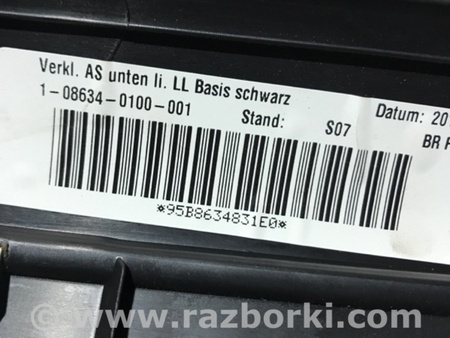 Verkl. AS unten li. LL Basis schwarz
1-08634-0100-001 Stand: S07 Datum: 20
BR
*95B8634831E0*
www.razborki.com